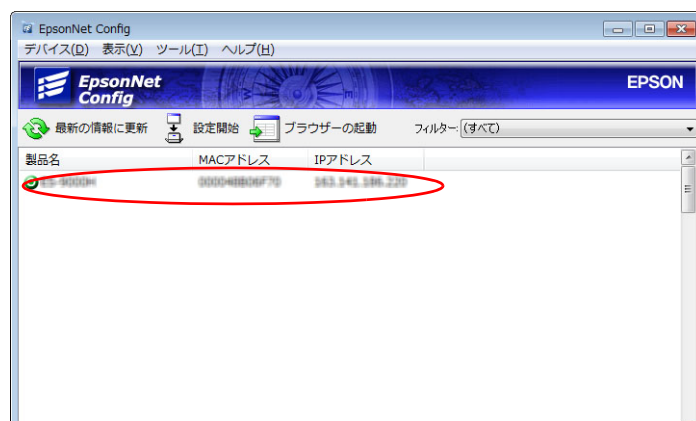 EpsonNet Config
デバイス(D) 表示(V) ツール(T) ヘルプ(H)
EpsonNet
Config
EPSON
最新の情報に更新 設定開始 ブラウザーの起動 フィルター: (すべて)
製品名 MACアドレス IPアドレス